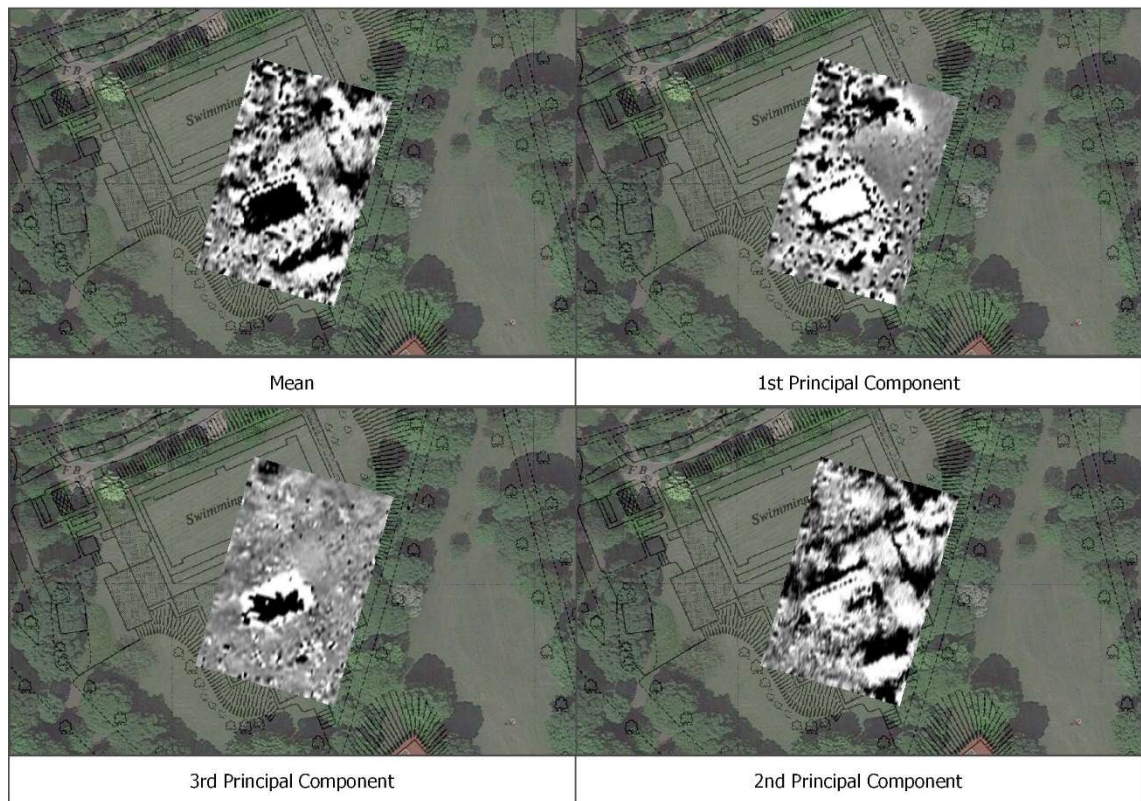 F B
Swimming
F B
Swimming
Mean
1st Principal Component
F B
Swimming
F B
Swimming
3rd Principal Component
2nd Principal Component